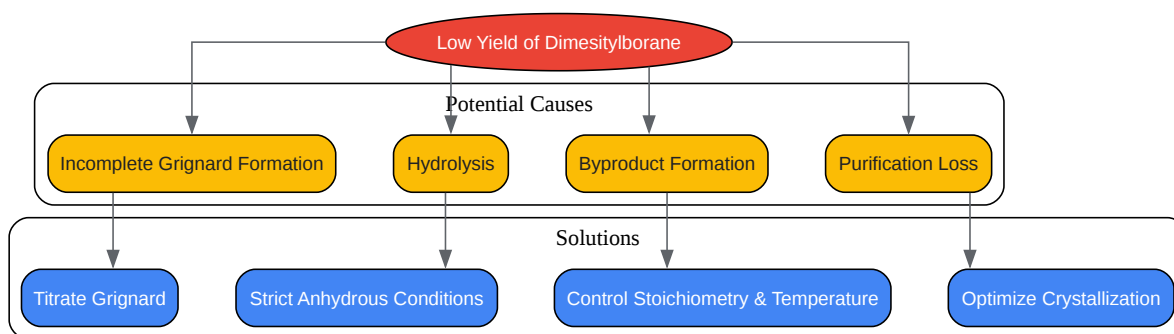 Low Yield of Dimesitylborane
Potential Causes
Incomplete Grignard Formation
Hydrolysis
Byproduct Formation
Purification Loss
Solutions
Titrate Grignard
Strict Anhydrous Conditions
Control Stoichiometry & Temperature
Optimize Crystallization